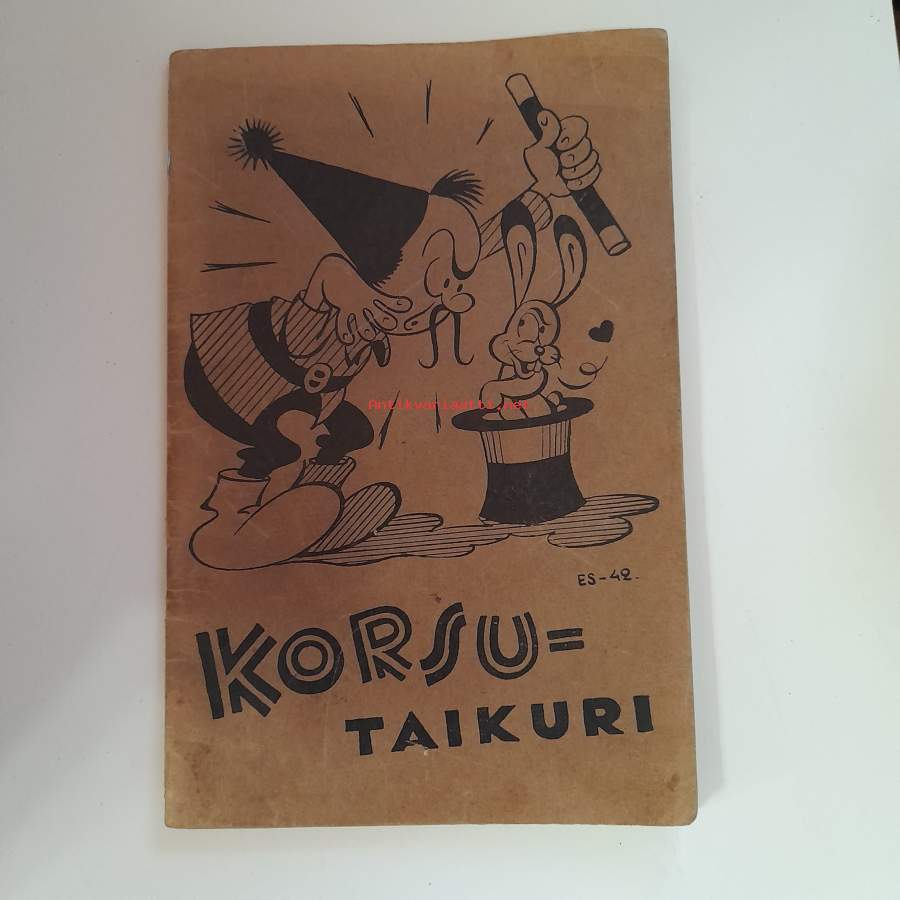 Antikvariaatti.net
ES-42.
KORSU=
TAIKURI